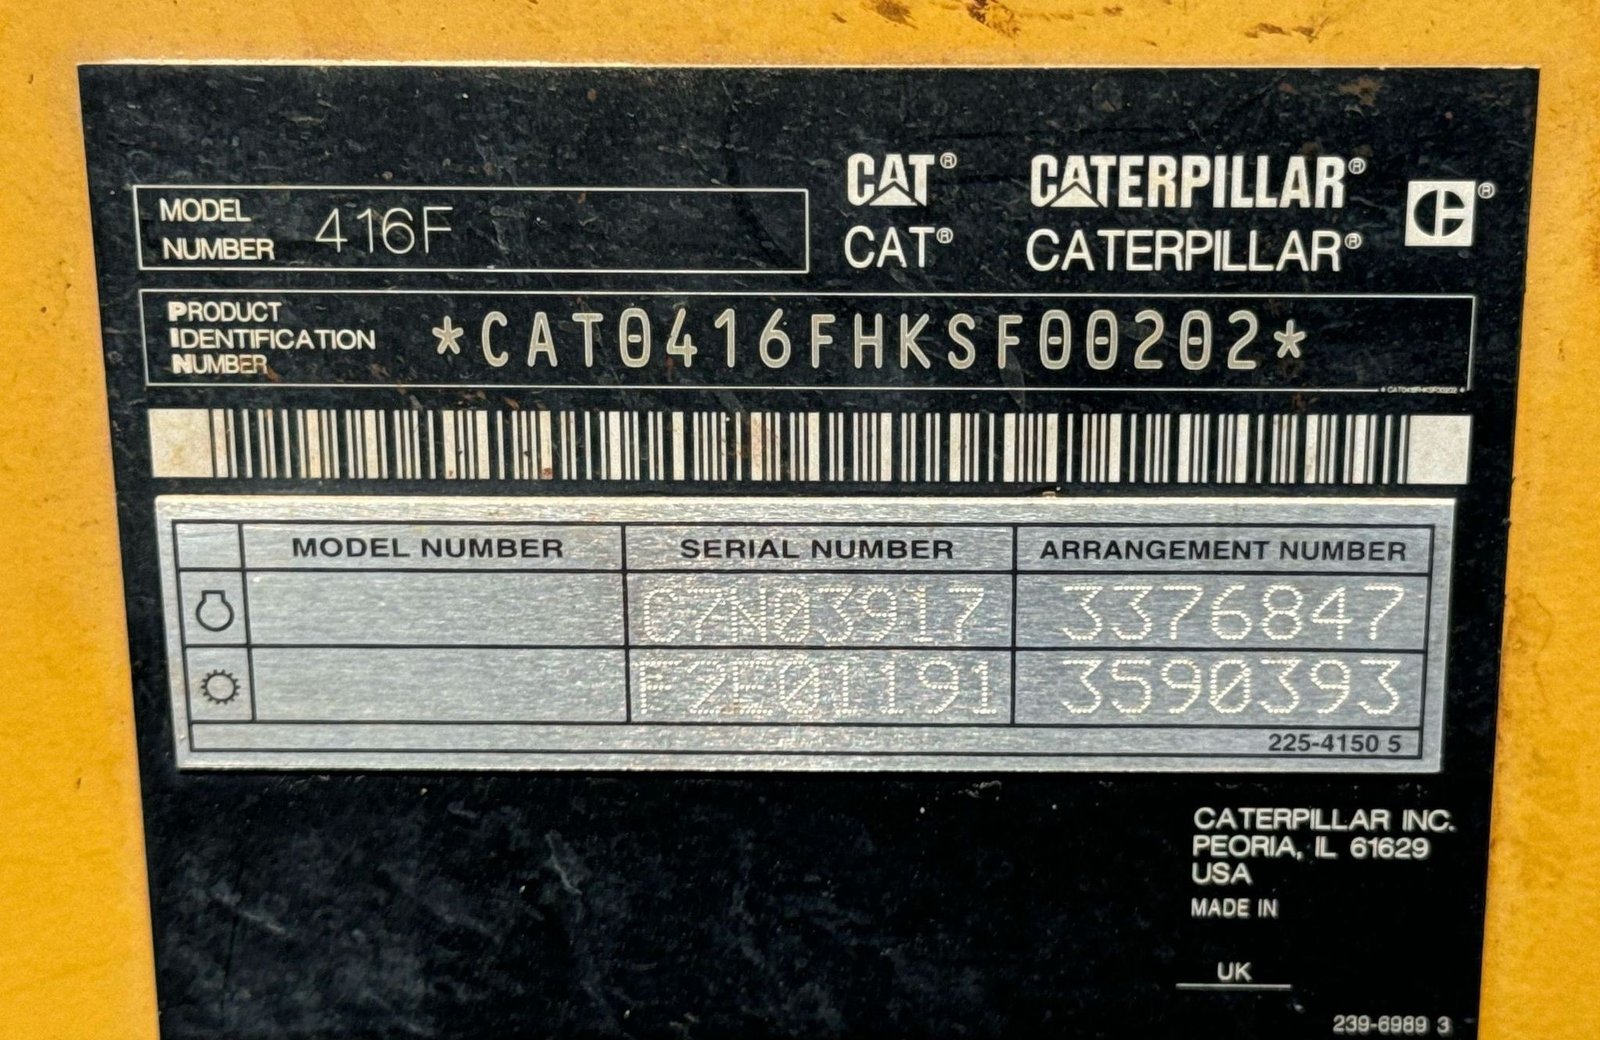 CAT® CATERPILLAR® C®
CAT® CATERPILLAR®
MODEL NUMBER 416F
PRODUCT IDENTIFICATION NUMBER *CAT0416FHKSF00202*
*CAT0416FHKSF00202*
MODEL NUMBER SERIAL NUMBER ARRANGEMENT NUMBER
C7N03917 3376847
F2E01191 3590393
225-4150 5
CATERPILLAR INC.
PEORIA, IL 61629
USA
MADE IN
UK
239-6989 3